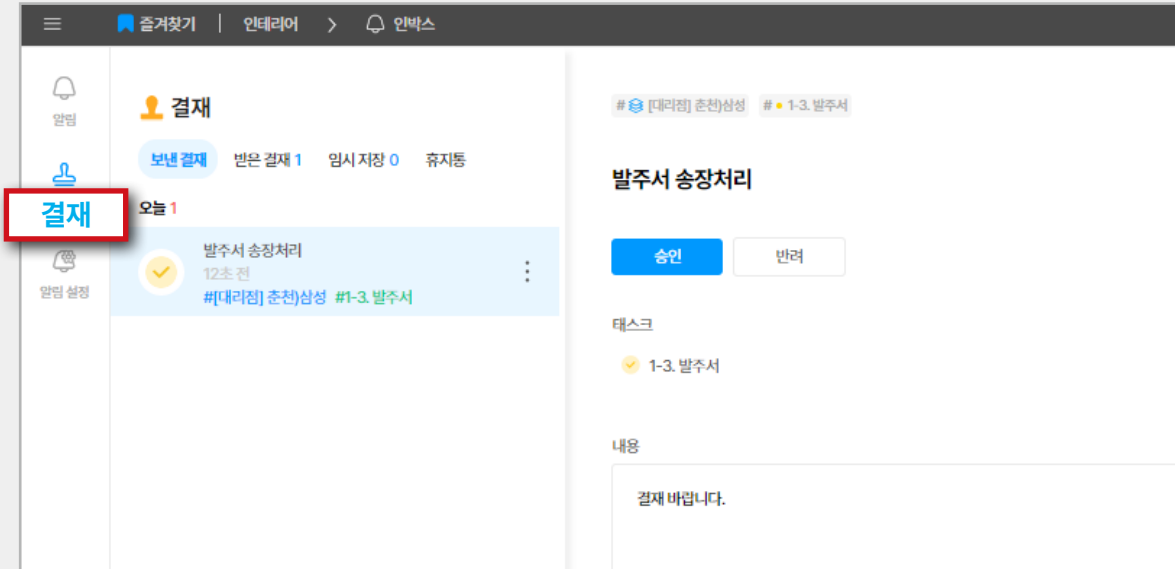 즐겨찾기 | 인테리어 > 인박스
알림
결재
알림 설정
결재
보낸 결재 받은 결재 1 임시 저장 0 휴지통
오늘 1
발주서 송장처리
12초 전
#[대리점] 춘천)삼성 #1-3. 발주서
# [대리점] 춘천)삼성 # 1-3. 발주서
발주서 송장처리
승인 반려
태스크
1-3. 발주서
내용
결재 바랍니다.